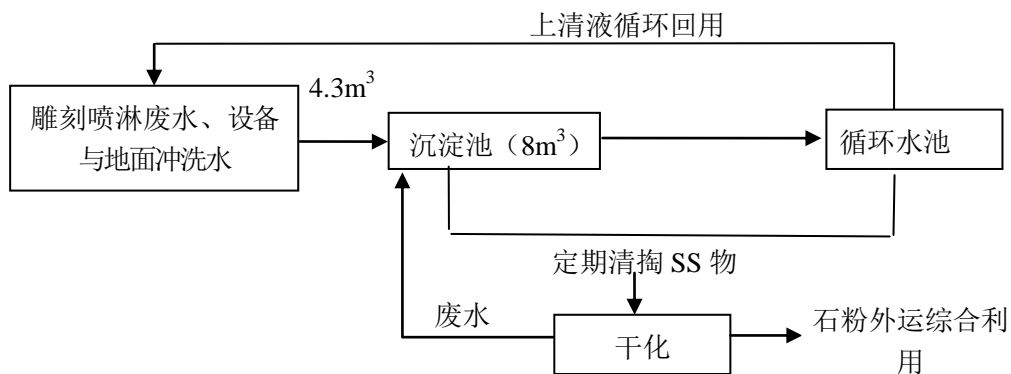 上清液循环回用
4.3m³
雕刻喷淋废水、设备
与地面冲洗水
沉淀池（8m³）
循环水池
定期清掏 SS 物
废水
干化
石粉外运综合利
用